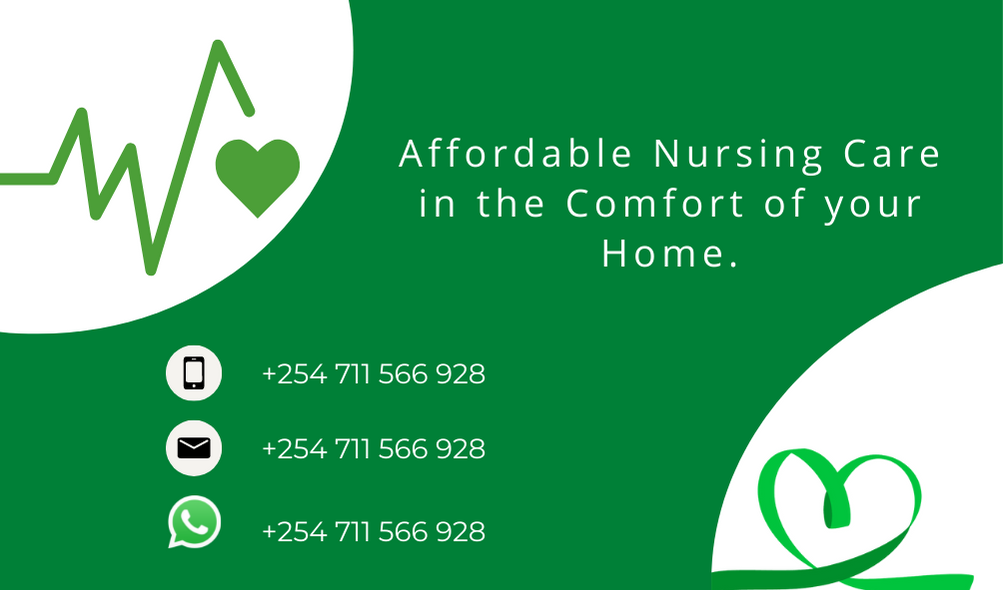 Affordable Nursing Care
in the Comfort of your
Home.
+254 711 566 928
+254 711 566 928
+254 711 566 928